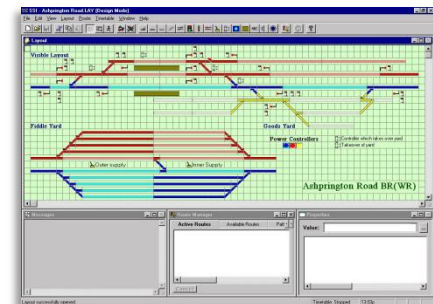 SSI - Ashprington Road LAY (Design Mode)
File Edit View Layout Route Timetable Window Help
Layout
Visible Layout
Fiddle Yard
Goods Yard
Power Controllers
Controller which takes over yard
Takeover of yard
Outer supply
Inner Supply
Ashprington Road BR(WR)
Messages
Route Manager
Properties
Active Routes
Available Routes
Value:
Cancel
Layout successfully opened
Timetable Stopped